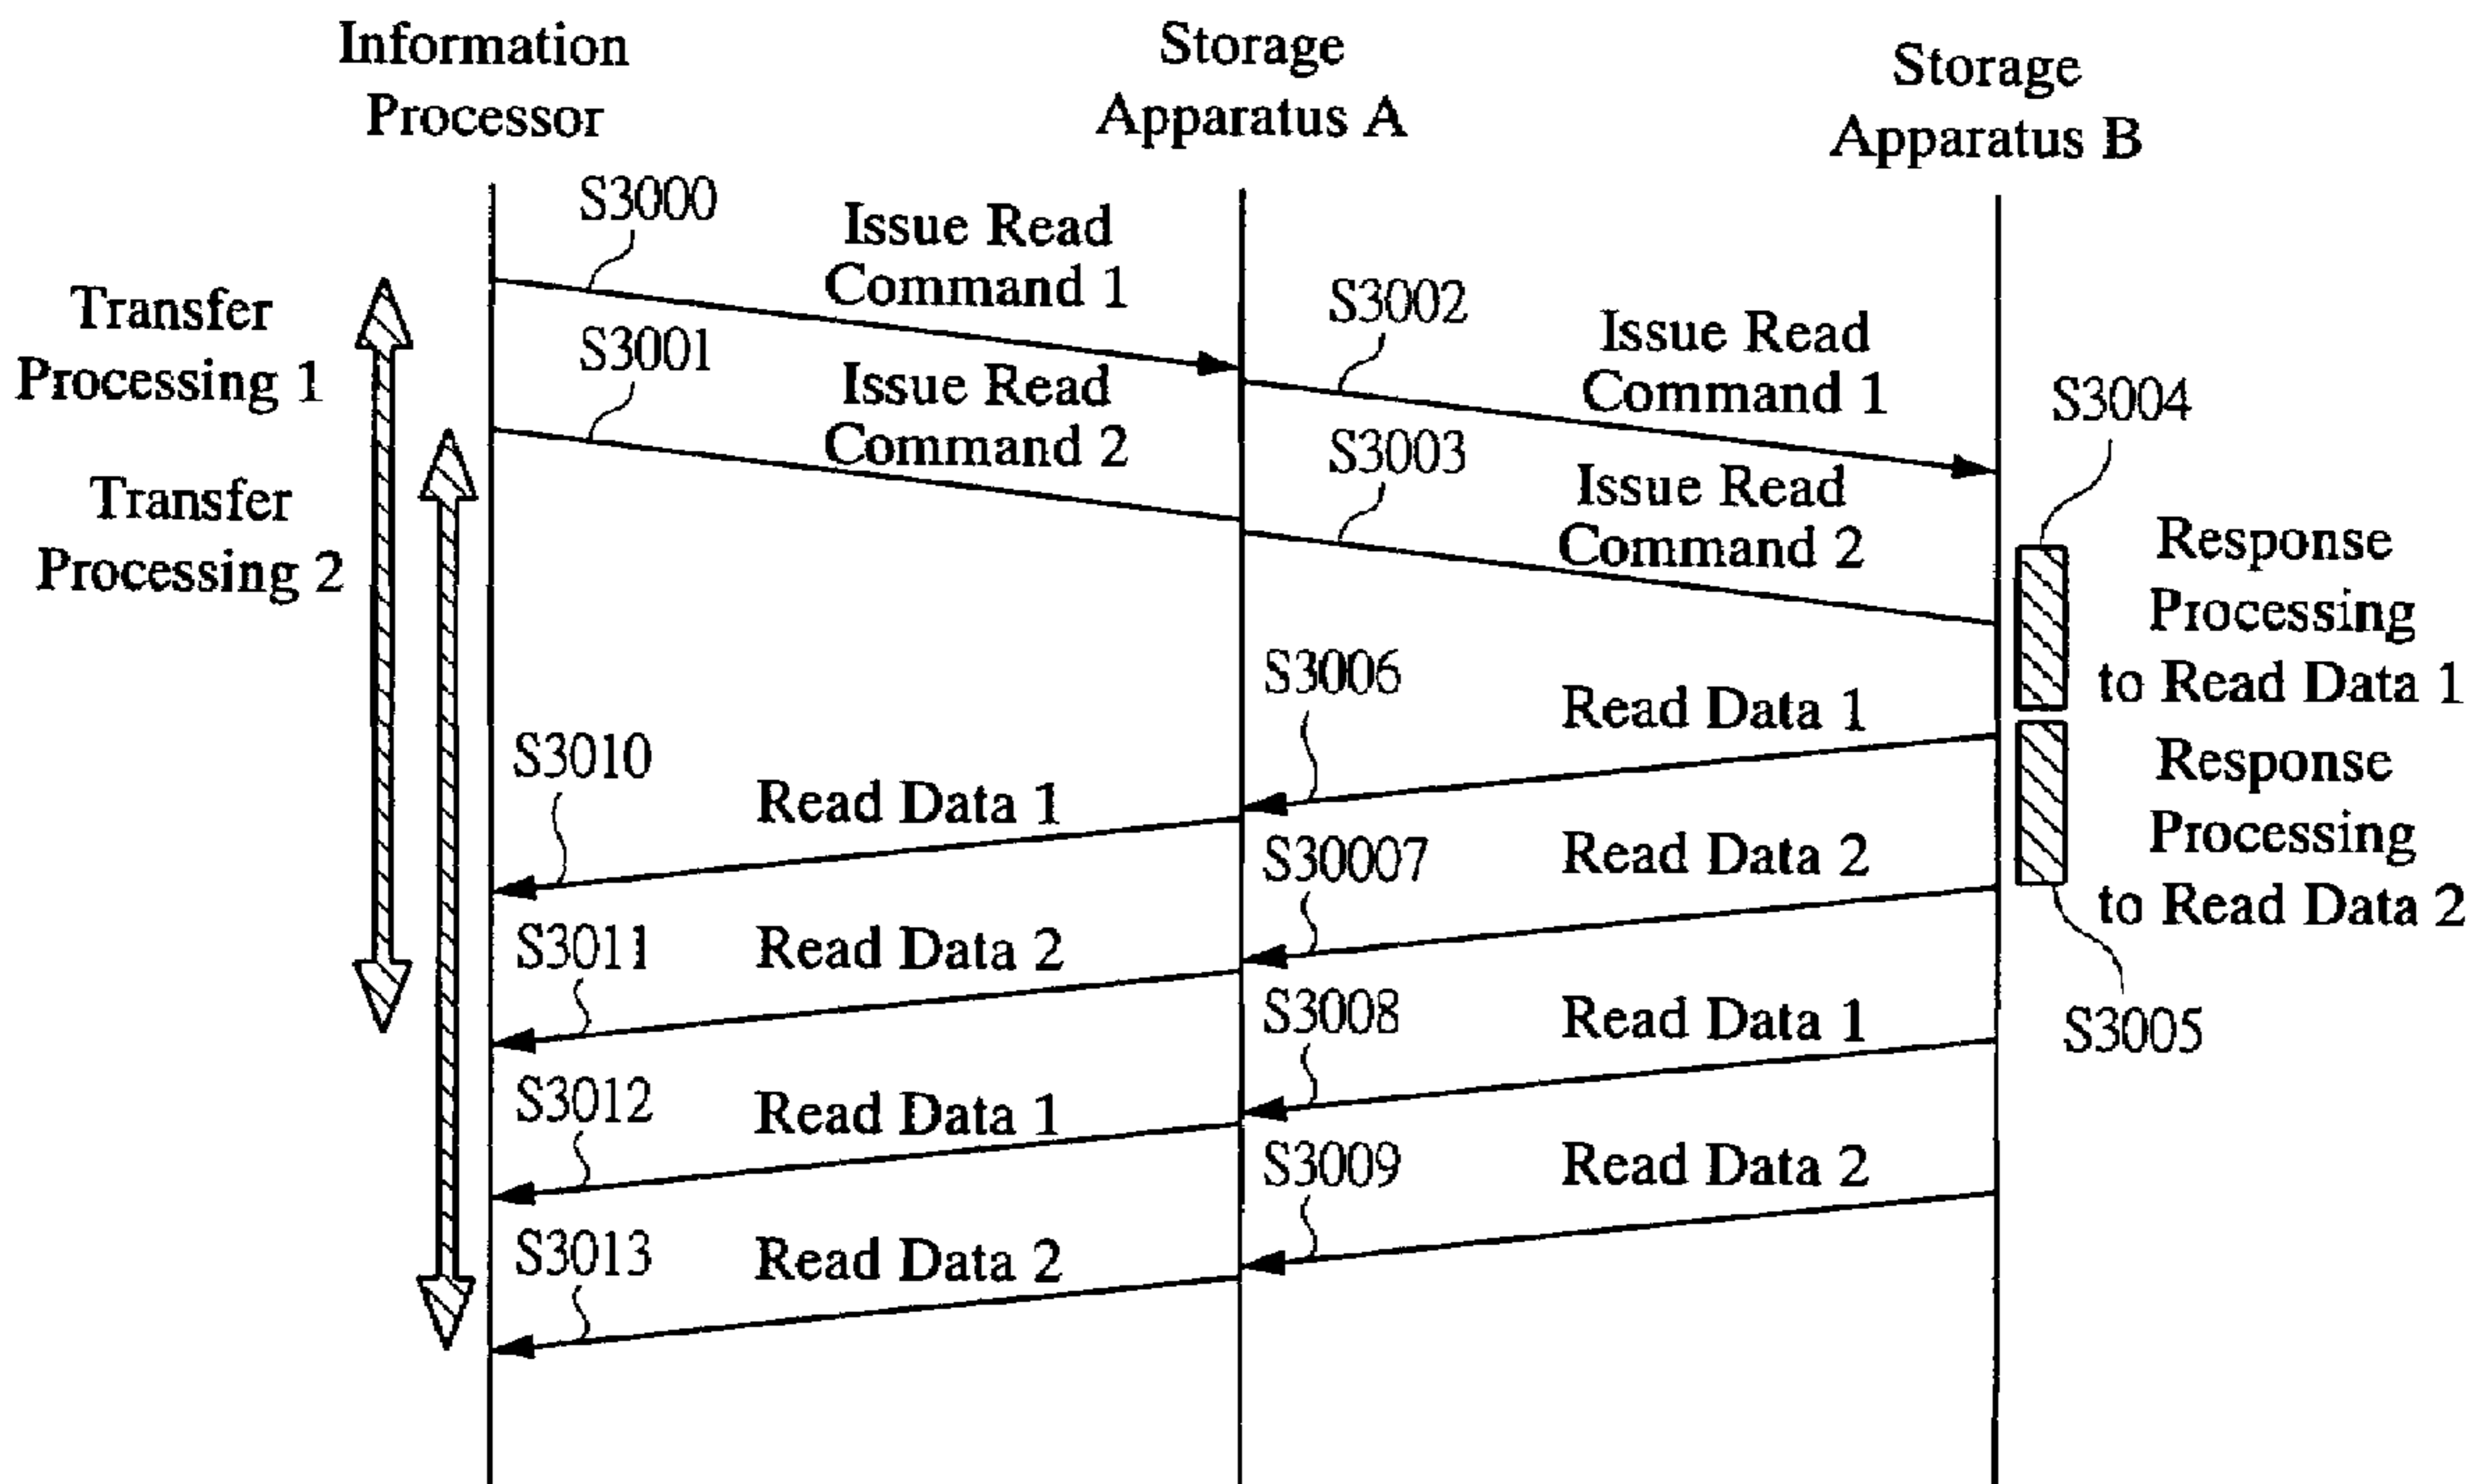 Information
Processor
Storage
Apparatus A
Storage
Apparatus B
S3000
Issue Read
Command 1
S3002
Issue Read
Command 1
S3004
Transfer
Processing 1
S3001
Issue Read
Command 2
S3003
Issue Read
Command 2
Transfer
Processing 2
Response
Processing
to Read Data 1
S3006
Read Data 1
S3010
Read Data 1
Response
Processing
to Read Data 2
S30007
Read Data 2
S3011
Read Data 2
S3008
Read Data 1
S3005
S3012
Read Data 1
S3009
Read Data 2
S3013
Read Data 2